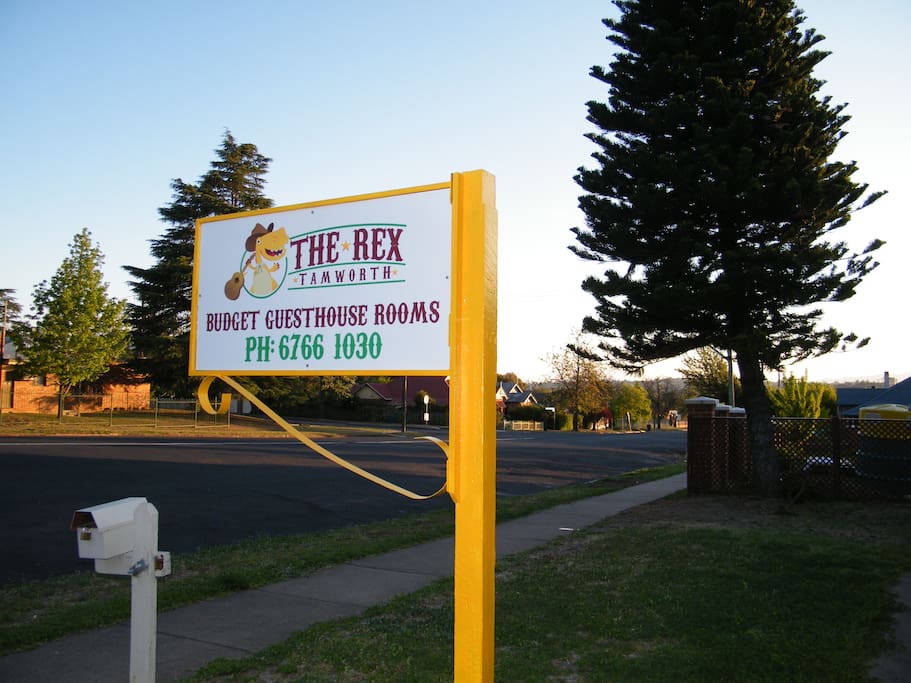 THE ★ REX
★ TAMWORTH ★
BUDGET GUESTHOUSE ROOMS
PH: 6766 1030